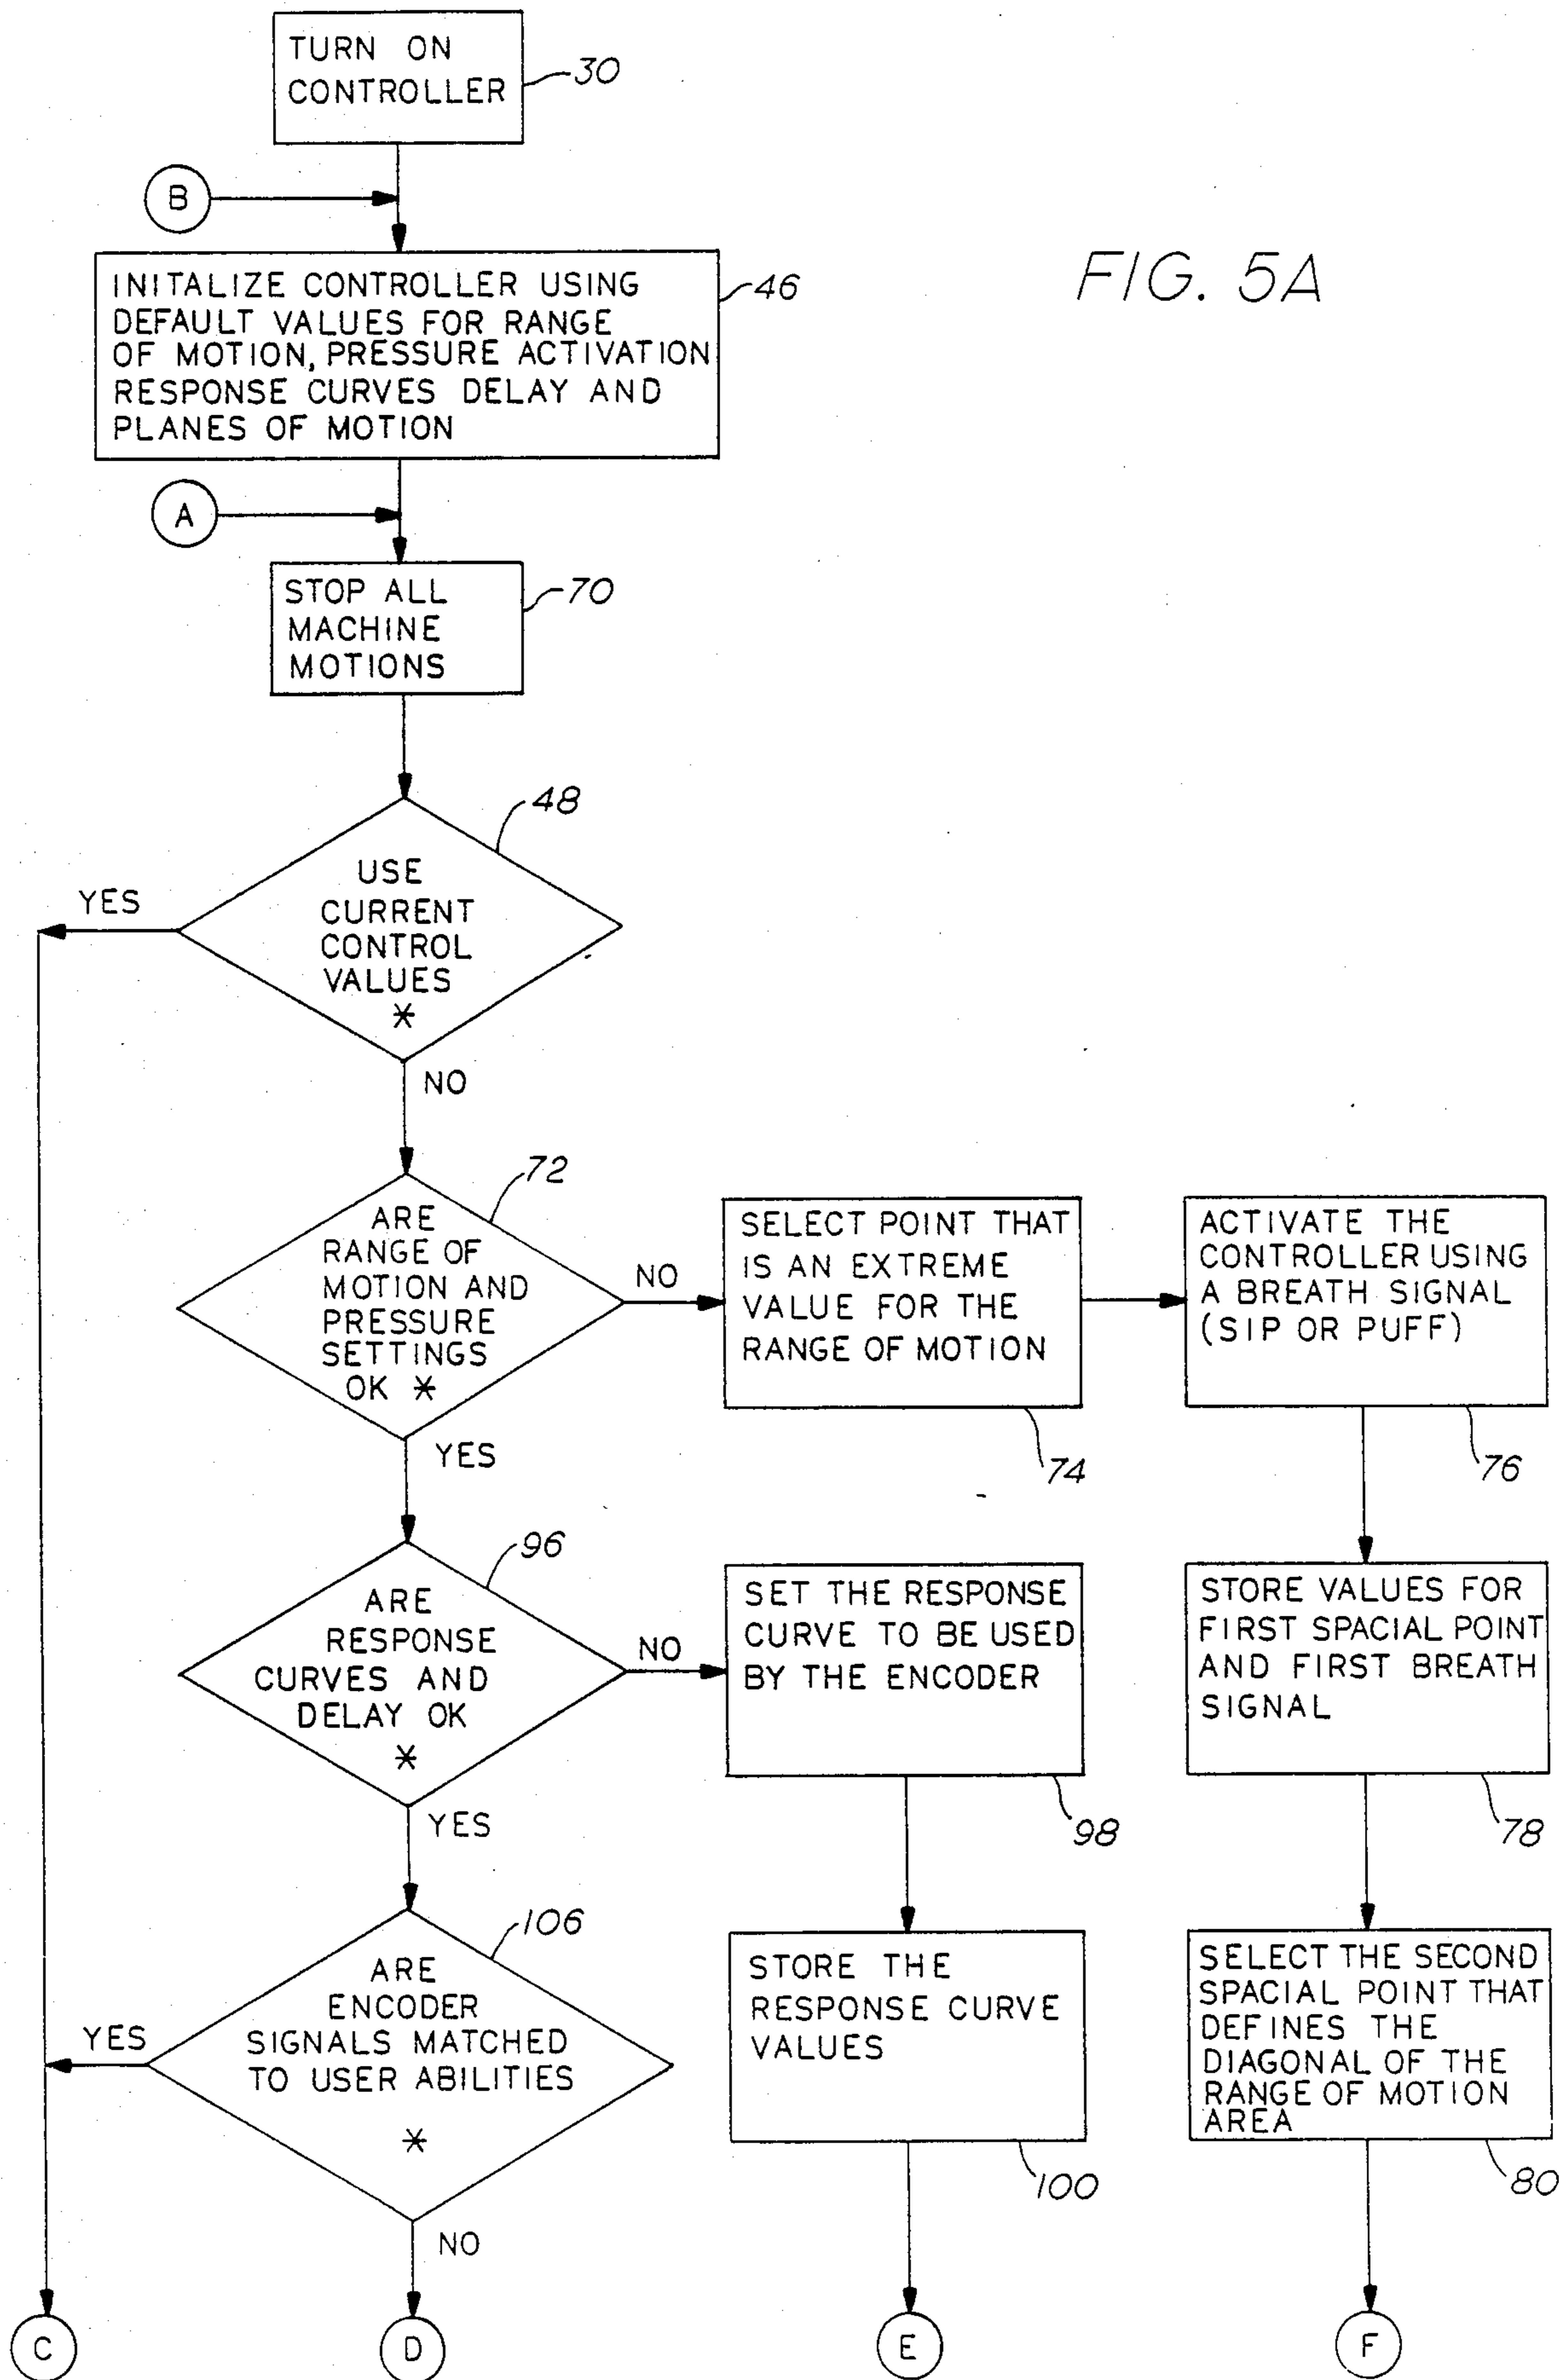 TURN ON
CONTROLLER
30
B
INITALIZE CONTROLLER USING
DEFAULT VALUES FOR RANGE
OF MOTION, PRESSURE ACTIVATION
RESPONSE CURVES DELAY AND
PLANES OF MOTION
46
FIG. 5A
A
STOP ALL
MACHINE
MOTIONS
70
48
USE
CURRENT
CONTROL
VALUES
*
YES
NO
72
ARE
RANGE OF
MOTION AND
PRESSURE
SETTINGS
OK *
NO
YES
SELECT POINT THAT
IS AN EXTREME
VALUE FOR THE
RANGE OF MOTION
74
ACTIVATE THE
CONTROLLER USING
A BREATH SIGNAL
(SIP OR PUFF)
76
96
ARE
RESPONSE
CURVES AND
DELAY OK
*
NO
YES
SET THE RESPONSE
CURVE TO BE USED
BY THE ENCODER
98
STORE VALUES FOR
FIRST SPACIAL POINT
AND FIRST BREATH
SIGNAL
78
106
ARE
ENCODER
SIGNALS MATCHED
TO USER ABILITIES
*
YES
NO
STORE THE
RESPONSE CURVE
VALUES
100
SELECT THE SECOND
SPACIAL POINT THAT
DEFINES THE
DIAGONAL OF THE
RANGE OF MOTION
AREA
80
C
D
E
F